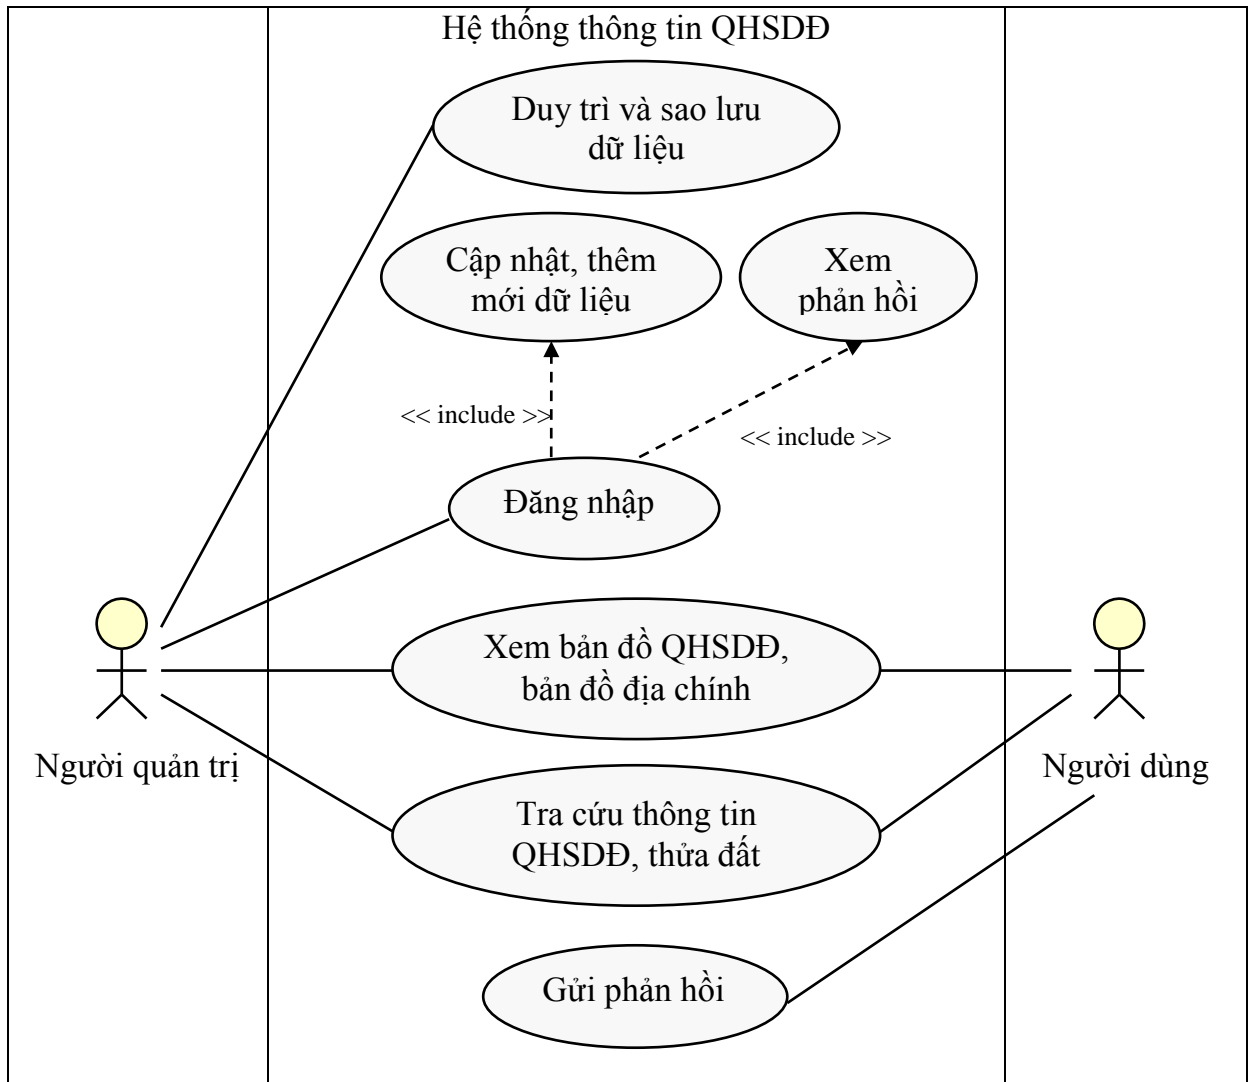 Hệ thống thông tin QHSDĐ
Duy trì và sao lưu
dữ liệu
Cập nhật, thêm
mới dữ liệu
Xem
phản hồi
<< include >>
<< include >>
Đăng nhập
Xem bản đồ QHSDĐ,
bản đồ địa chính
Người quản trị
Người dùng
Tra cứu thông tin
QHSDĐ, thửa đất
Gửi phản hồi